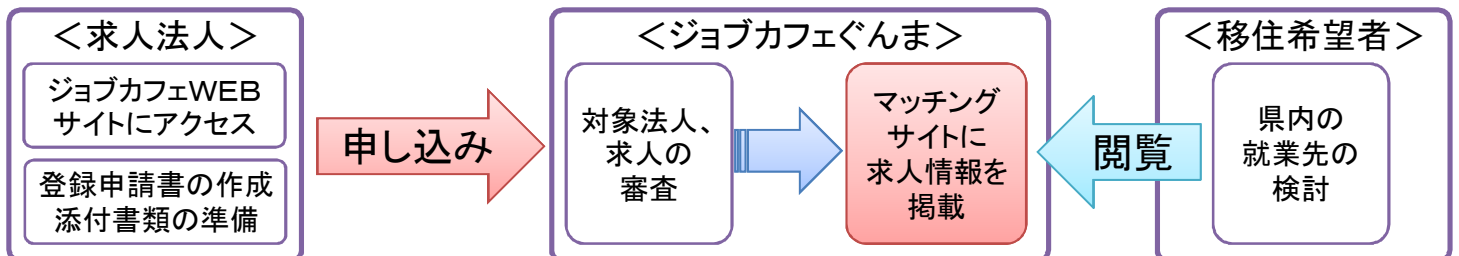 ＜求人法人＞
ジョブカフェWEB
サイトにアクセス
登録申請書の作成
添付書類の準備
申し込み
＜ジョブカフェぐんま＞
対象法人、
求人の
審査
マッチング
サイトに
求人情報を
掲載
閲覧
＜移住希望者＞
県内の
就業先の
検討